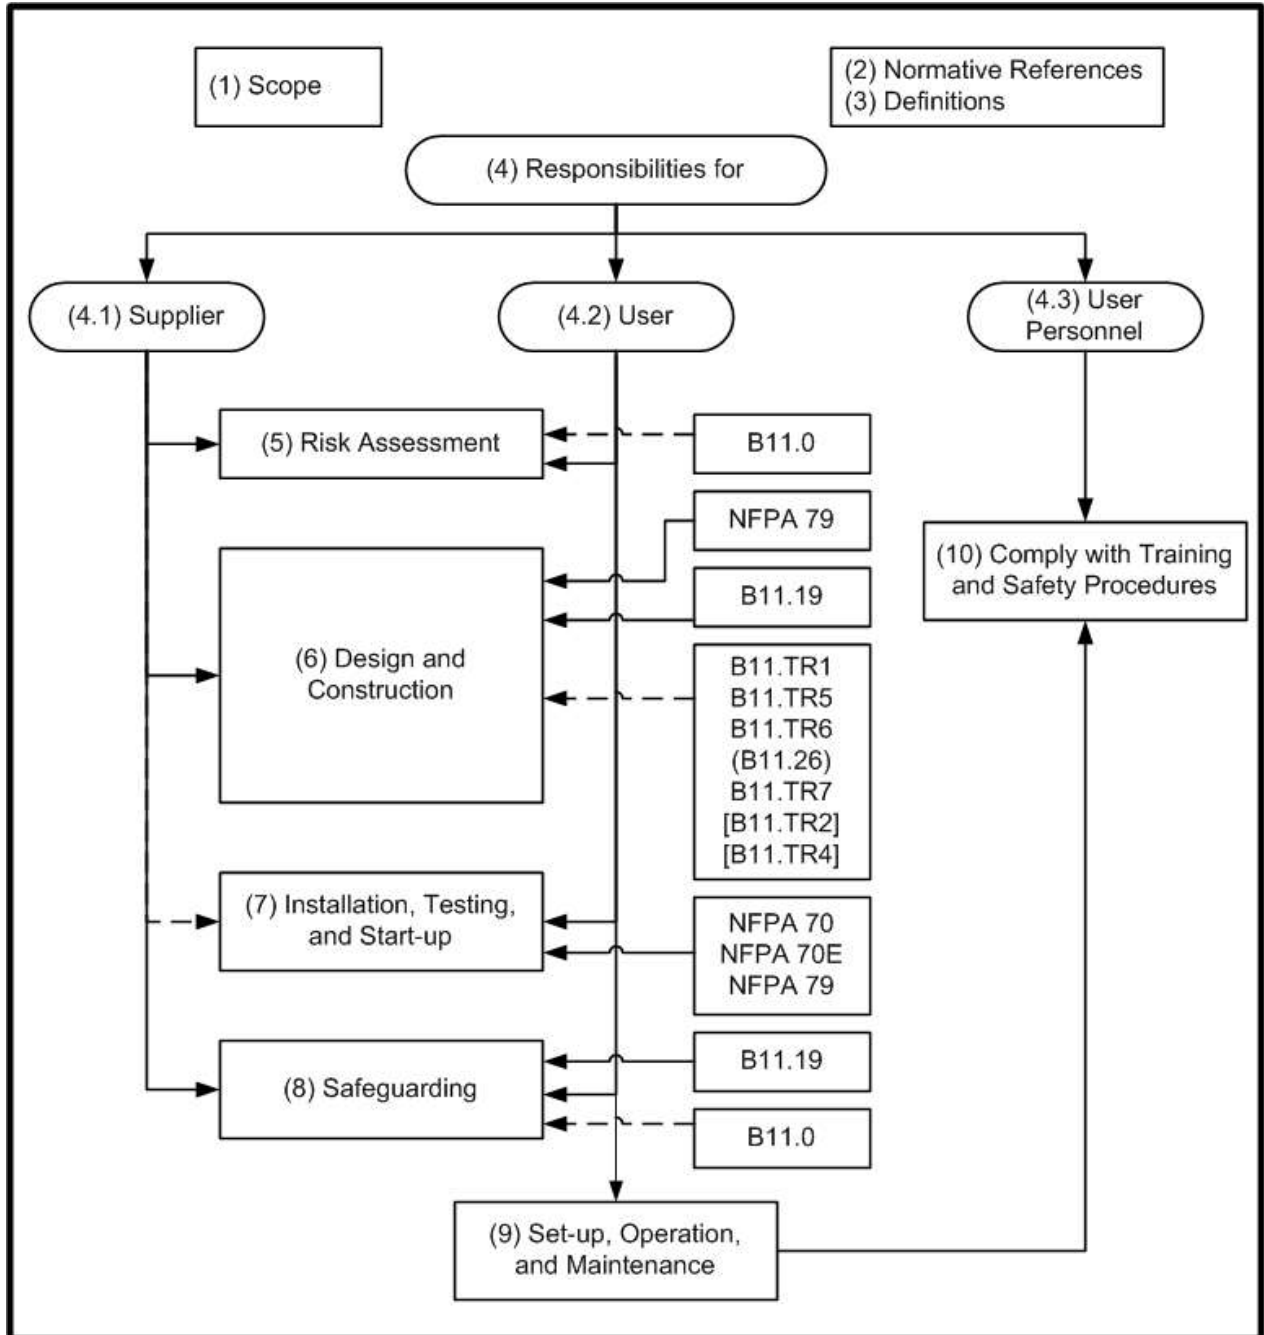 (1) Scope
(2) Normative References
(3) Definitions
(4) Responsibilities for
(4.1) Supplier
(4.2) User
(4.3) User
Personnel
(5) Risk Assessment
B11.0
NFPA 79
(10) Comply with Training
and Safety Procedures
B11.19
(6) Design and
Construction
B11.TR1
B11.TR5
B11.TR6
(B11.26)
B11.TR7
[B11.TR2]
[B11.TR4]
(7) Installation, Testing,
and Start-up
NFPA 70
NFPA 70E
NFPA 79
(8) Safeguarding
B11.19
B11.0
(9) Set-up, Operation,
and Maintenance